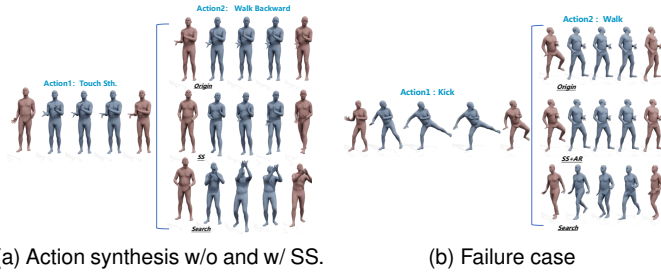 Action2: Walk Backward
Action1: Touch Sth.
Origin
SS
Search
(a) Action synthesis w/o and w/ SS.
Action2 : Walk
Action1 : Kick
Origin
SS+AR
Search
(b) Failure case